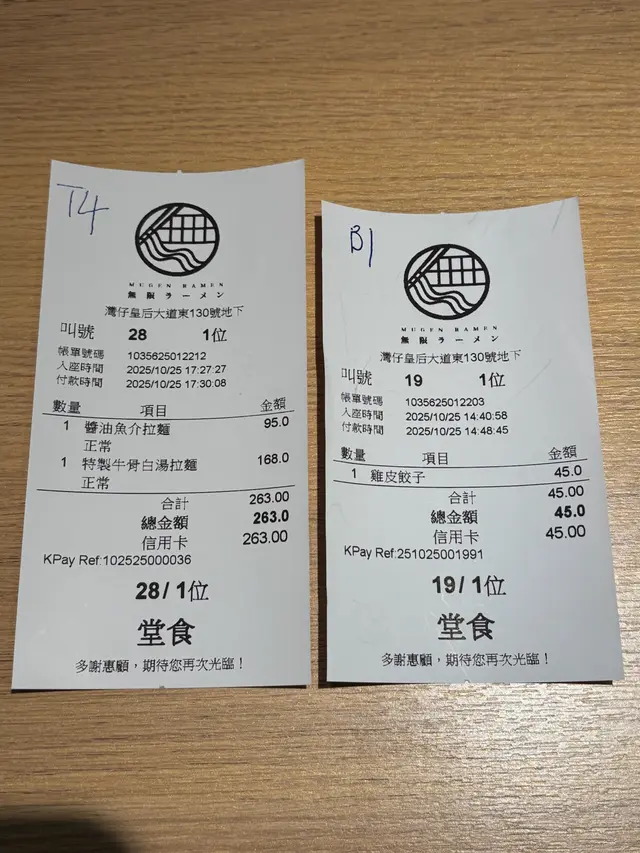 T4
MUGEN RAMEN
無限ラーメン
灣仔皇后大道東130號地下
叫號 28 1位
帳單號碼 1035625012212
入座時間 2025/10/25 17:27:27
付款時間 2025/10/25 17:30:08
數量 項目 金額
1 醬油魚介拉麵 95.0
正常
1 特製牛骨白湯拉麵 168.0
正常
合計 263.00
總金額 263.0
信用卡 263.00
KPay Ref:102525000036
28/ 1位
堂食
多謝惠顧，期待您再次光臨！
B1
MUGEN RAMEN
無限ラーメン
灣仔皇后大道東130號地下
叫號 19 1位
帳單號碼 1035625012203
入座時間 2025/10/25 14:40:58
付款時間 2025/10/25 14:48:45
數量 項目 金額
1 雞皮餃子 45.0
合計 45.00
總金額 45.0
信用卡 45.00
KPay Ref:251025001991
19/ 1位
堂食
多謝惠顧，期待您再次光臨！